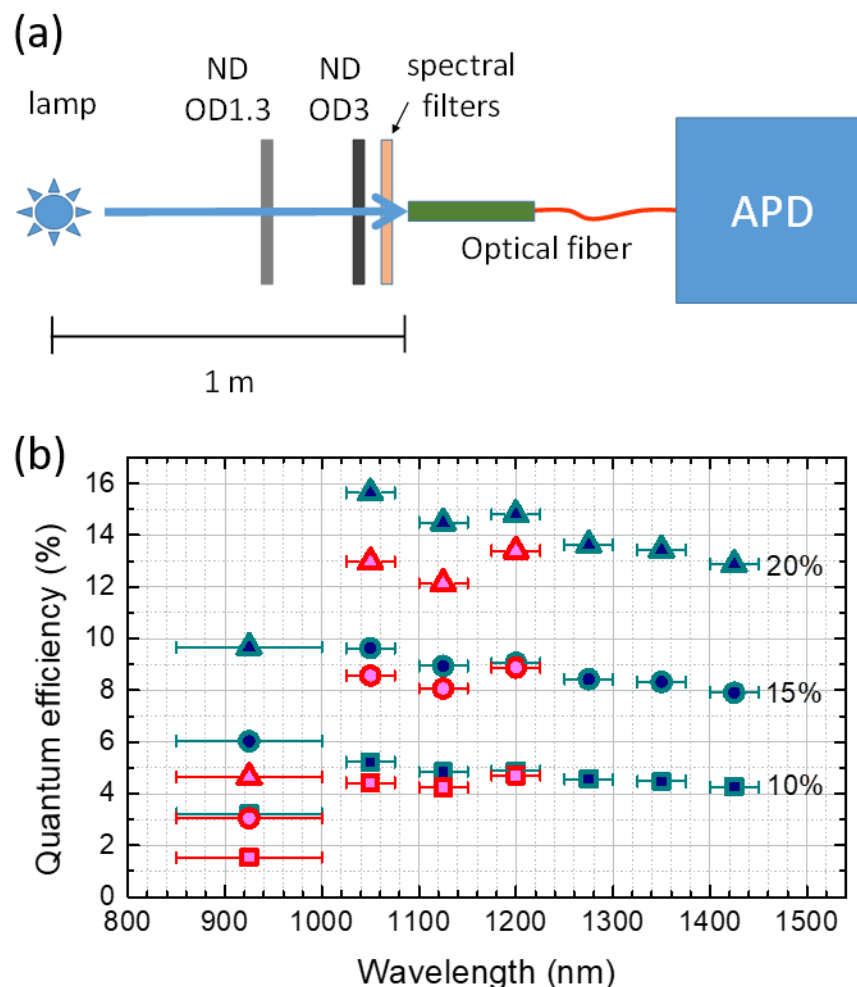 (a)
lamp
ND
OD1.3
ND
OD3
spectral
filters
Optical fiber
APD
1 m
(b)
Quantum efficiency (%)
16
14
12
10
8
6
4
2
0
20%
15%
10%
800 900 1000 1100 1200 1300 1400 1500
Wavelength (nm)